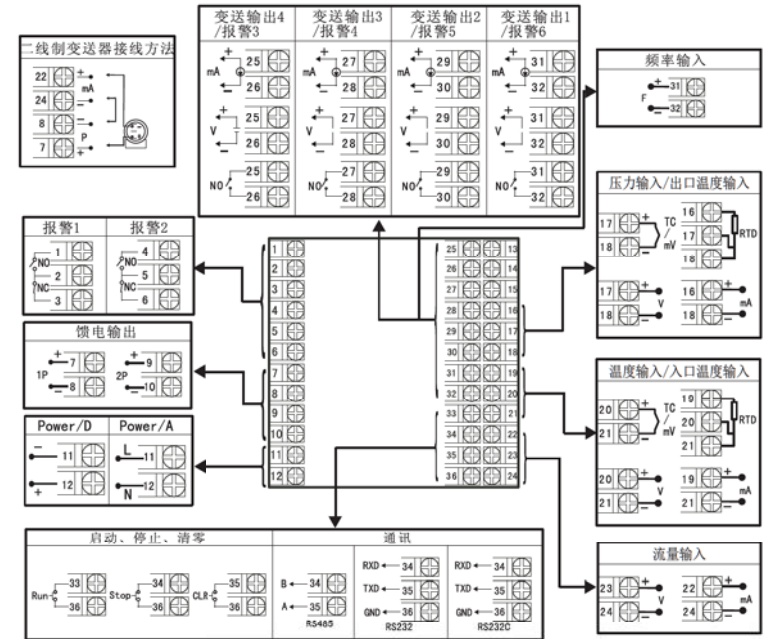 二线制变送器接线方法
22 + mA
24 −
8 − P
7 +
变送输出4 变送输出3 变送输出2 变送输出1
/报警3 /报警4 /报警5 /报警6
+ 25 + 27 + 29 + 31
mA mA mA mA
− 26 − 28 − 30 − 32
+ 25 + 27 + 29 + 31
V V V V
− 26 − 28 − 30 − 32
25 27 29 31
NO NO NO NO
26 28 30 32
频率输入
+ 31
F
− 32
报警1 报警2
1 4
NO NO
2 5
NC NC
3 6
馈电输出
+ 7 + 9
1P 2P
− 8 − 10
Power/D Power/A
− 11 L 11
+ 12 N 12
1 25 13
2 26 14
3 27 15
4 28 16
5 29 17
6 30 18
7 31 19
8 32 20
9 33 21
10 34 22
11 35 23
12 36 24
压力输入/出口温度输入
17 + TC 16
18 − / mV 17 RTD
18
17 + V 16 + mA
18 − 18 −
温度输入/入口温度输入
20 + TC 19
21 − / mV 20 RTD
21
20 + V 19 + mA
21 − 21 −
流量输入
23 + V 22 + mA
24 − 24 −
启动、停止、清零 通讯
Run 33 36 Stop 34 36 CLR 35 36
B 34
A 35
RS485
RXD 34
TXD 35
GND 36
RS232
RXD 34
TXD 35
GND 36
RS232C